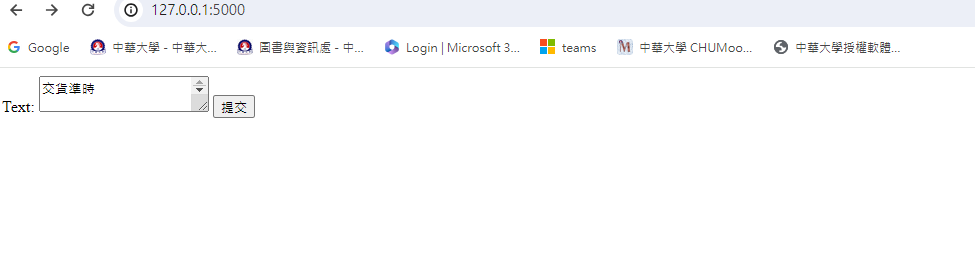 127.0.0.1:5000
Google 中華大學 - 中華大... 圖書與資訊處 - 中... Login | Microsoft 3... teams 中華大學 CHUMoo... 中華大學授權軟體...
Text: 交貨準時 提交